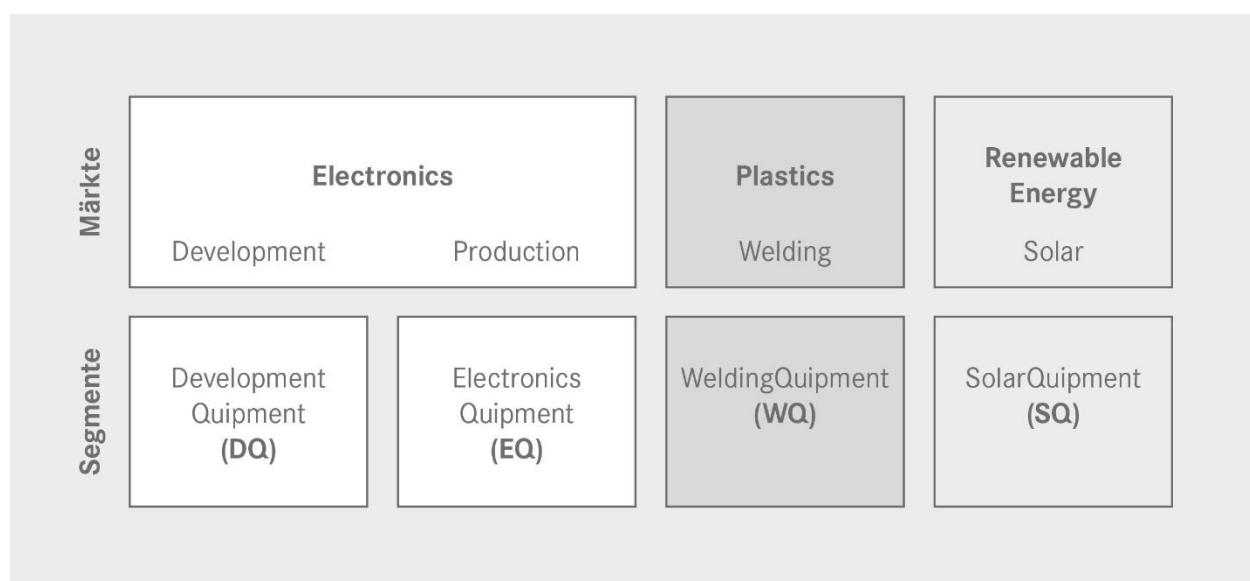 Märkte
Electronics
Development
Production
Plastics
Welding
Renewable
Energy
Solar
Segmente
Development
Quipment
(DQ)
Electronics
Quipment
(EQ)
WeldingQuipment
(WQ)
SolarQuipment
(SQ)